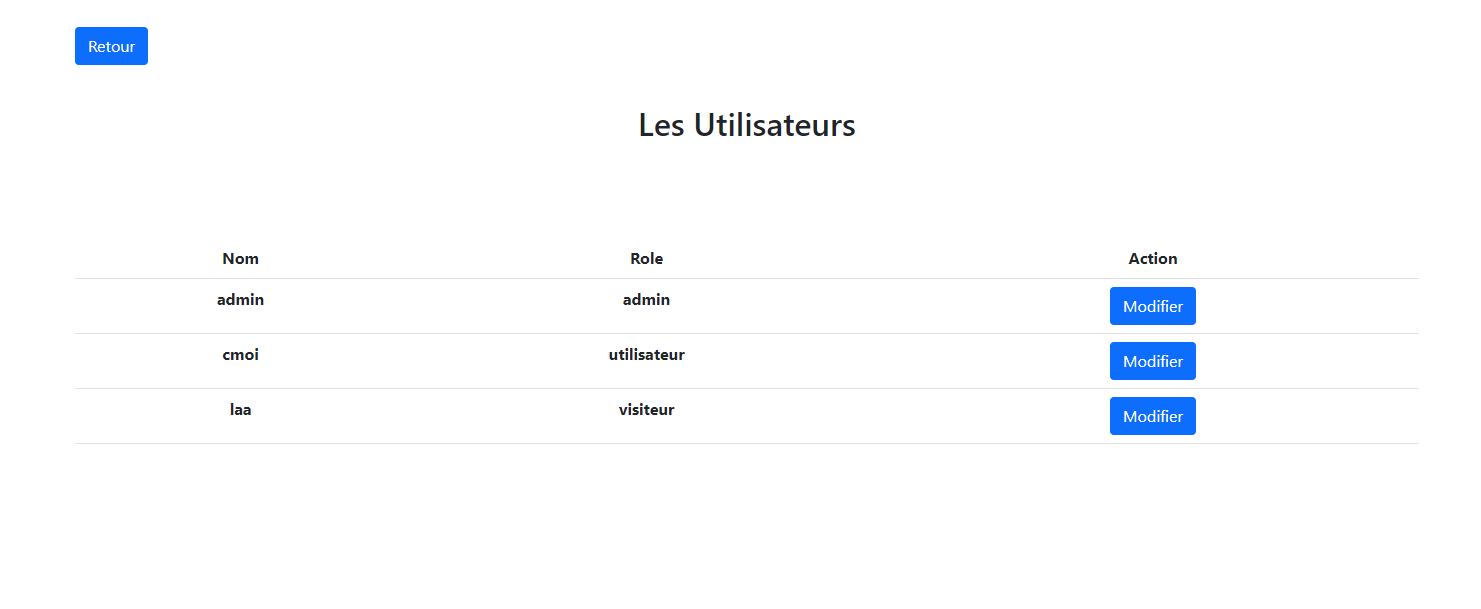 Retour
Les Utilisateurs
Nom Role Action
admin admin Modifier
cmoi utilisateur Modifier
laa visiteur Modifier